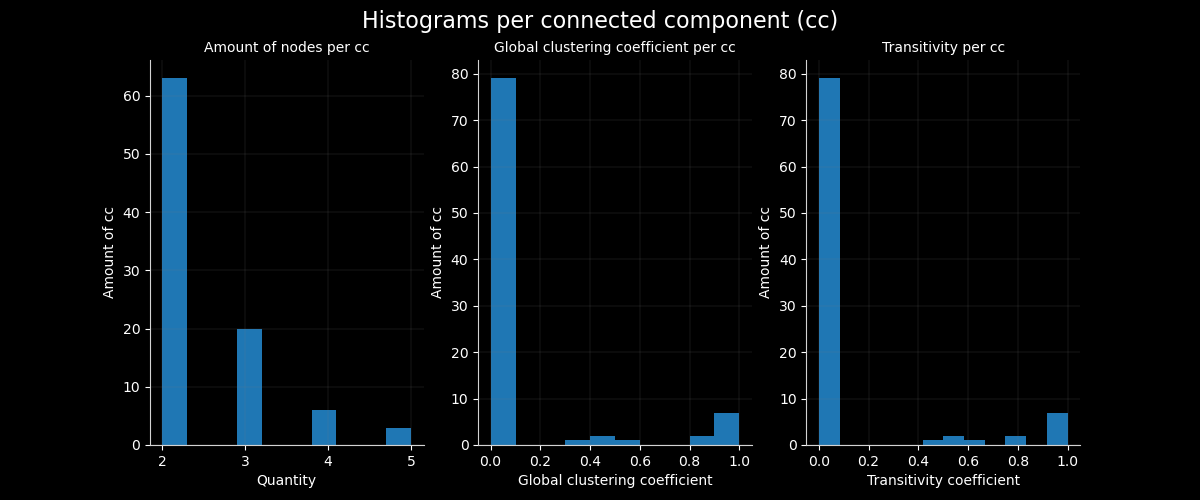 Histograms per connected component (cc)
Amount of nodes per cc
Global clustering coefficient per cc
Transitivity per cc
Amount of cc
60
50
40
30
20
10
0
2 3 4 5
Quantity
Amount of cc
80
70
60
50
40
30
20
10
0
0.0 0.2 0.4 0.6 0.8 1.0
Global clustering coefficient
Amount of cc
80
70
60
50
40
30
20
10
0
0.0 0.2 0.4 0.6 0.8 1.0
Transitivity coefficient